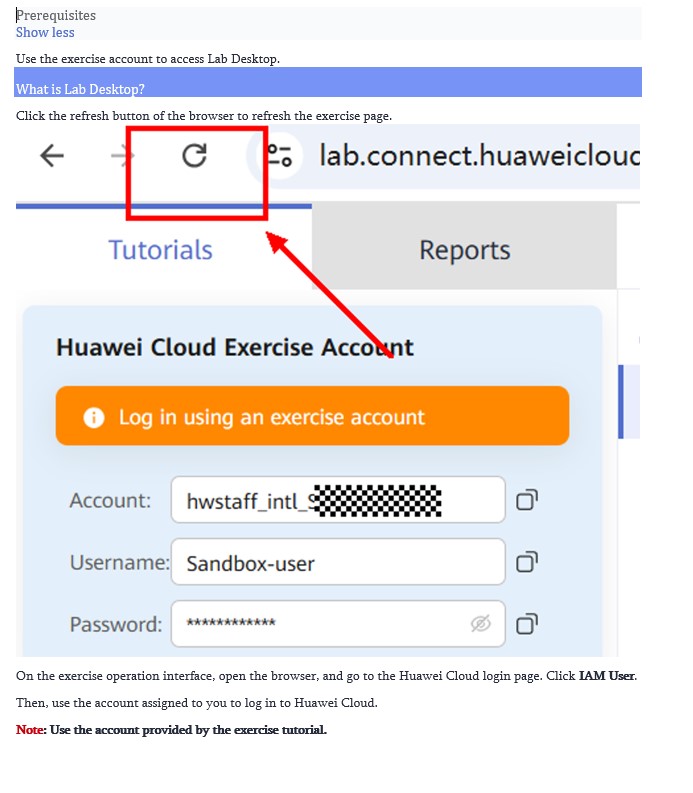 Prerequisites
Show less
Use the exercise account to access Lab Desktop.
What is Lab Desktop?
Click the refresh button of the browser to refresh the exercise page.
lab.connect.huaweicloud
Tutorials
Reports
Huawei Cloud Exercise Account
Log in using an exercise account
Account: hwstaff_intl_
Username: Sandbox-user
Password: ************
On the exercise operation interface, open the browser, and go to the Huawei Cloud login page. Click IAM User.
Then, use the account assigned to you to log in to Huawei Cloud.
Note: Use the account provided by the exercise tutorial.